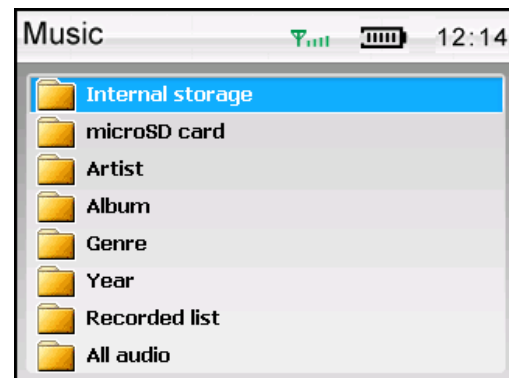 Music 12:14
Internal storage
microSD card
Artist
Album
Genre
Year
Recorded list
All audio